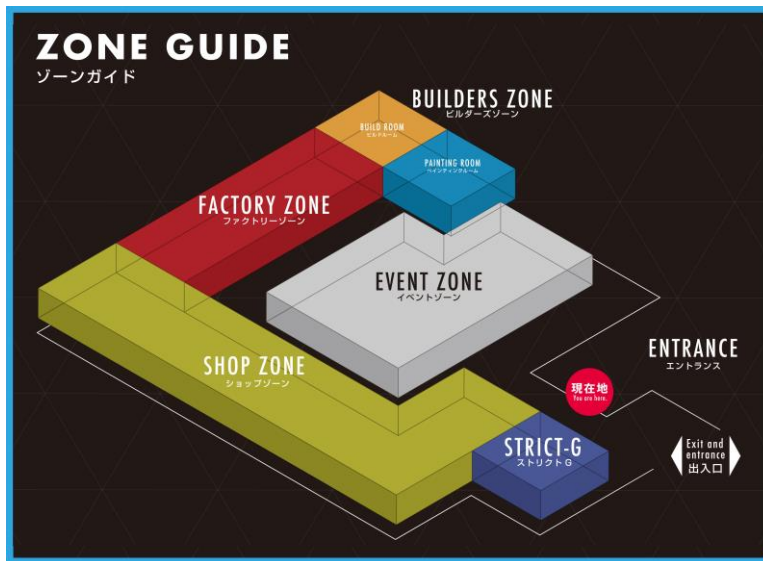 ZONE GUIDE
ゾーンガイド
BUILDERS ZONE
ビルダーズゾーン
BUILD ROOM
ビルドルーム
PAINTING ROOM
ペインティングルーム
FACTORY ZONE
ファクトリーゾーン
EVENT ZONE
イベントゾーン
SHOP ZONE
ショップゾーン
ENTRANCE
エントランス
現在地
You are here.
STRICT-G
ストリクトG
Exit and
entrance
出入口